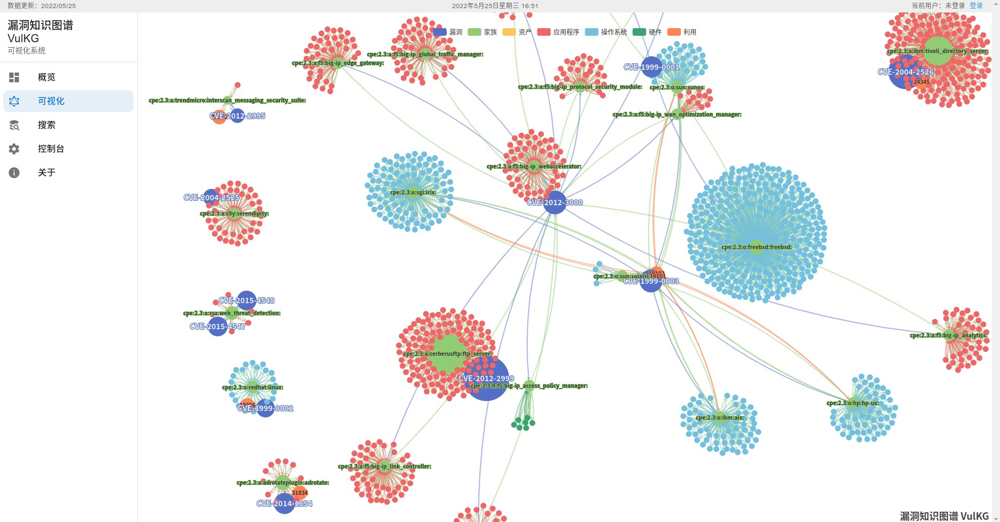 数据更新：2022/05/25
2022年5月25日星期三 16:51
当前用户：未登录 登录
漏洞知识图谱
VulKG
可视化系统
概览
可视化
搜索
控制台
关于
漏洞 家族 资产 应用程序 操作系统 硬件 利用
cpe:2.3:a:ibm:tivoli_directory_server:
cpe:2.3:a:f5:big-ip_global_traffic_manager:
cpe:2.3:a:f5:big-ip_edge_gateway:
CVE-1999-0001
CVE-2004-2526
24345
cpe:2.3:a:f5:big-ip_protocol_security_module:
cpe:2.3:o:sun:sunos:
cpe:2.3:a:trendmicro:interscan_messaging_security_suite:
CVE-2012-2995
cpe:2.3:a:f5:big-ip_wan_optimization_manager:
cpe:2.3:a:f5:big-ip_webaccelerator:
cpe:2.3:o:sgi:irix:
CVE-2004-2525
CVE-2012-3000
cpe:2.3:a:s9y:serendipity:
cpe:2.3:o:freebsd:freebsd:
19102
cpe:2.3:o:sun:solaris:
19101
CVE-1999-0003
CVE-2015-4548
cpe:2.3:a:rsa:web_threat_detection:
CVE-2015-4547
cpe:2.3:a:f5:big-ip_analytics:
cpe:2.3:a:cerberusftp:ftp_server:
CVE-2012-2999
cpe:2.3:h:f5:big-ip_access_policy_manager:
cpe:2.3:o:redhat:linux:
CVE-1999-0002
cpe:2.3:o:hp:hp-ux:
cpe:2.3:o:ibm:aix:
cpe:2.3:a:f5:big-ip_link_controller:
cpe:2.3:a:adrotateplugin:adrotate:
31834
CVE-2014-1854
漏洞知识图谱 VulKG